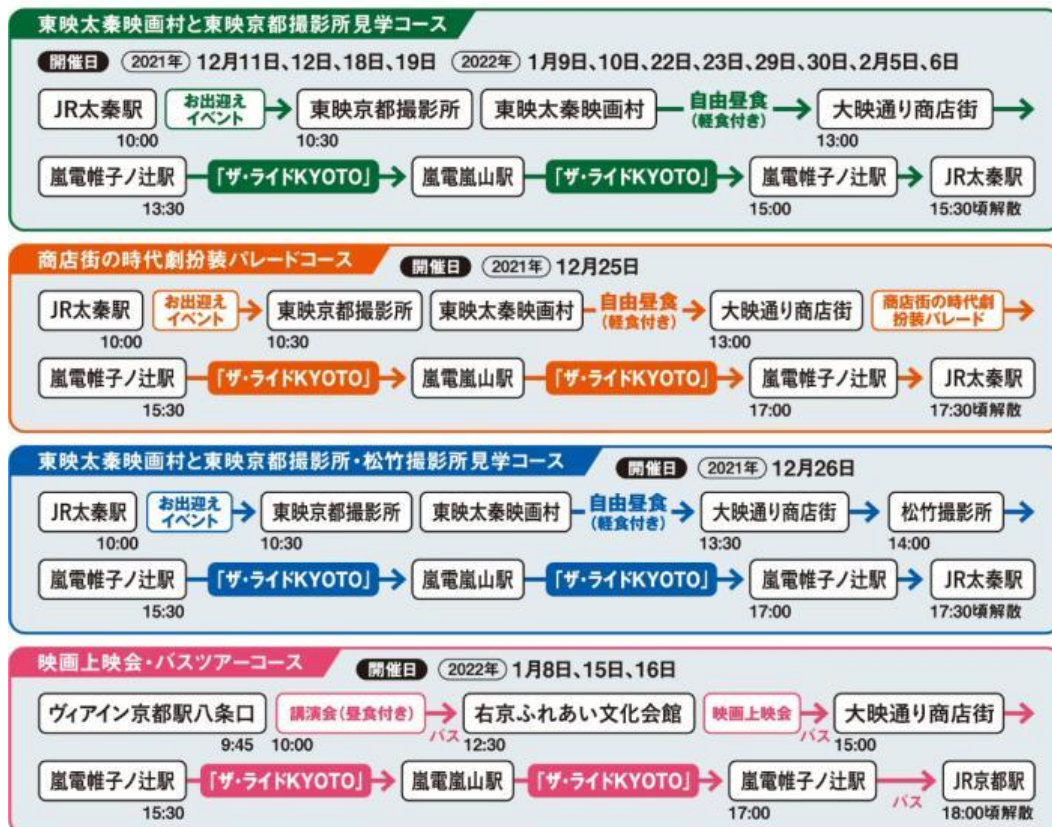 東映太秦映画村と東映京都撮影所見学コース
開催日 2021年 12月11日、12日、18日、19日 2022年 1月9日、10日、22日、23日、29日、30日、2月5日、6日
JR太秦駅 お出迎えイベント 東映京都撮影所 東映太秦映画村 自由昼食(軽食付き) 大映通り商店街
10:00 10:30 13:00
嵐電帷子ノ辻駅 「ザ・ライドKYOTO」 嵐電嵐山駅 「ザ・ライドKYOTO」 嵐電帷子ノ辻駅 JR太秦駅
13:30 15:00 15:30頃解散
商店街の時代劇扮装パレードコース 開催日 2021年 12月25日
JR太秦駅 お出迎えイベント 東映京都撮影所 東映太秦映画村 自由昼食(軽食付き) 大映通り商店街 商店街の時代劇扮装パレード
10:00 10:30 13:00
嵐電帷子ノ辻駅 「ザ・ライドKYOTO」 嵐電嵐山駅 「ザ・ライドKYOTO」 嵐電帷子ノ辻駅 JR太秦駅
15:30 17:00 17:30頃解散
東映太秦映画村と東映京都撮影所・松竹撮影所見学コース 開催日 2021年 12月26日
JR太秦駅 お出迎えイベント 東映京都撮影所 東映太秦映画村 自由昼食(軽食付き) 大映通り商店街 松竹撮影所
10:00 10:30 13:30 14:00
嵐電帷子ノ辻駅 「ザ・ライドKYOTO」 嵐電嵐山駅 「ザ・ライドKYOTO」 嵐電帷子ノ辻駅 JR太秦駅
15:30 17:00 17:30頃解散
映画上映会・バスツアーコース 開催日 2022年 1月8日、15日、16日
ヴィアイン京都駅八条口 講演会(昼食付き) バス 右京ふれあい文化会館 映画上映会 バス 大映通り商店街
9:45 10:00 12:30 15:00
嵐電帷子ノ辻駅 「ザ・ライドKYOTO」 嵐電嵐山駅 「ザ・ライドKYOTO」 嵐電帷子ノ辻駅 バス JR京都駅
15:30 17:00 18:00頃解散